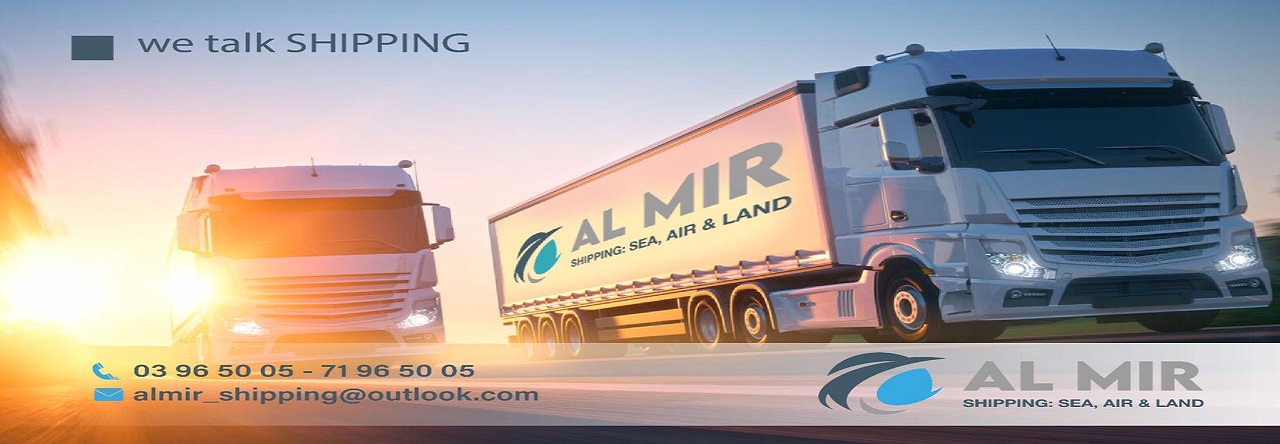 we talk SHIPPING
AL MIR
SHIPPING: SEA, AIR & LAND
03 96 50 05 - 71 96 50 05
almir_shipping@outlook.com
AL MIR
SHIPPING: SEA, AIR & LAND